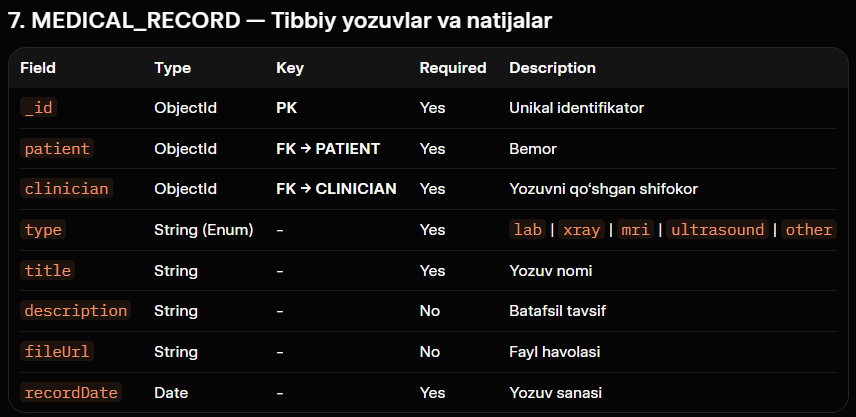 7. MEDICAL_RECORD — Tibbiy yozuvlar va natijalar
Field Type Key Required Description
_id ObjectId PK Yes Unikal identifikator
patient ObjectId FK → PATIENT Yes Bemor
clinician ObjectId FK → CLINICIAN Yes Yozuvni qo‘shgan shifokor
type String (Enum) - Yes lab | xray | mri | ultrasound | other
title String - Yes Yozuv nomi
description String - No Batafsil tavsif
fileUrl String - No Fayl havolasi
recordDate Date - Yes Yozuv sanasi